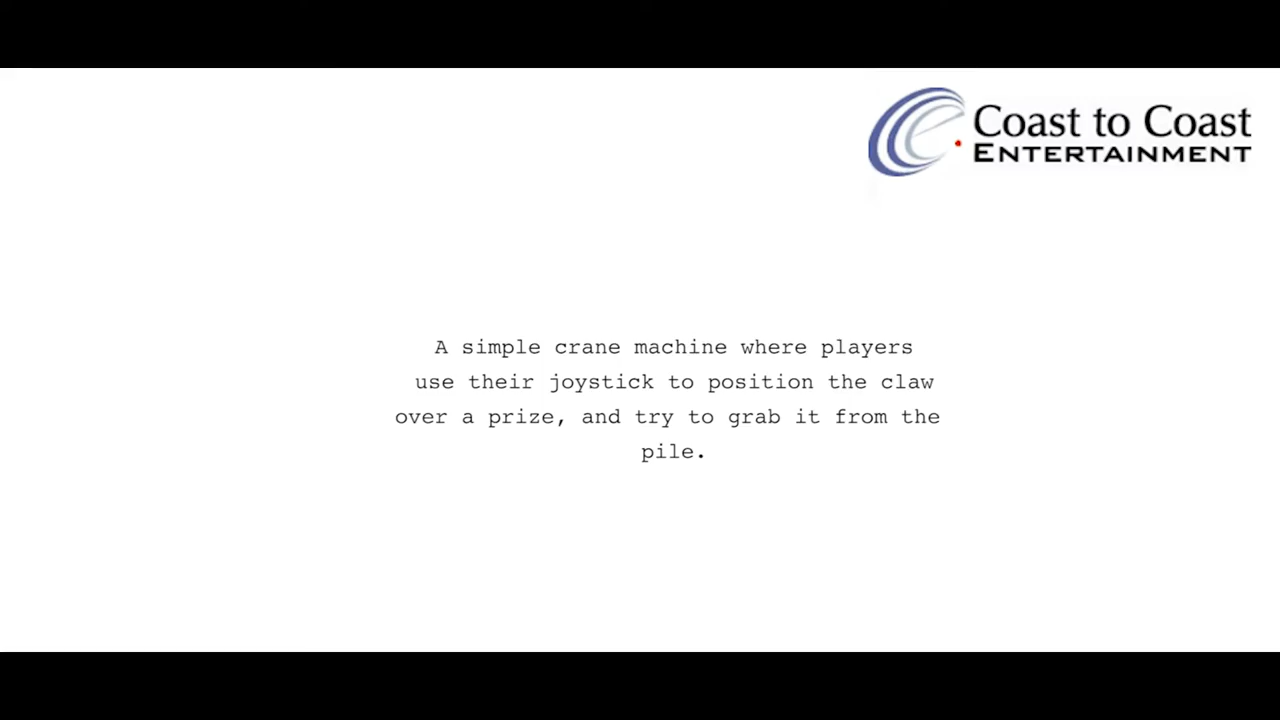 Coast to Coast
ENTERTAINMENT
A simple crane machine where players
use their joystick to position the claw
over a prize, and try to grab it from the
pile.